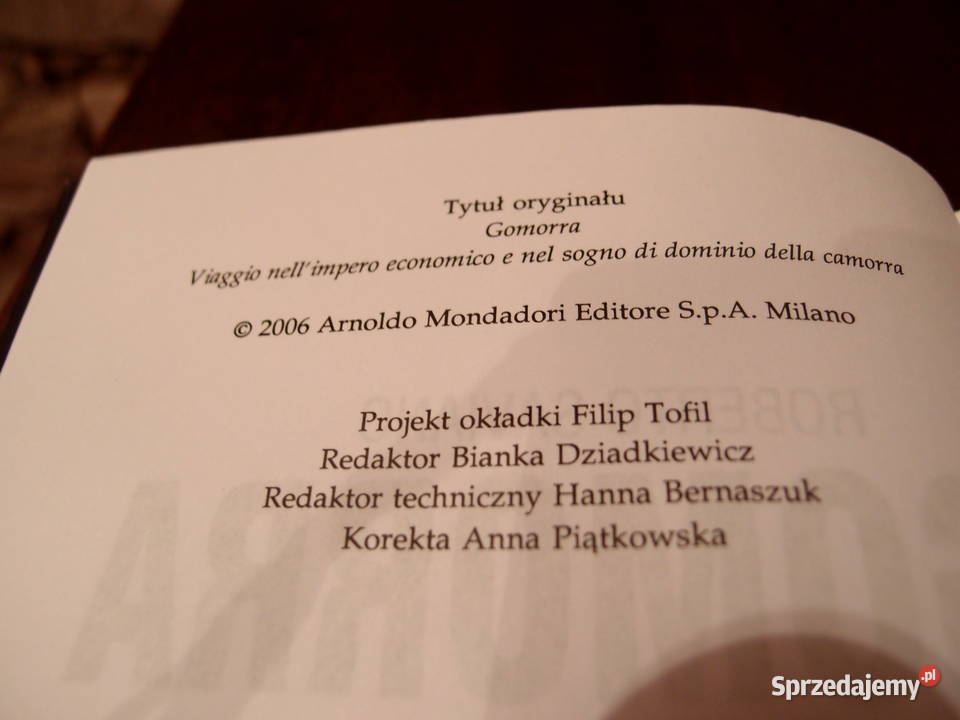 Tytuł oryginału
Gomorra
Viaggio nell'impero economico e nel sogno di dominio della camorra
© 2006 Arnoldo Mondadori Editore S.p.A. Milano
Projekt okładki Filip Tofil
Redaktor Bianka Dziadkiewicz
Redaktor techniczny Hanna Bernaszuk
Korekta Anna Piątkowska
Sprzedajemy.pl